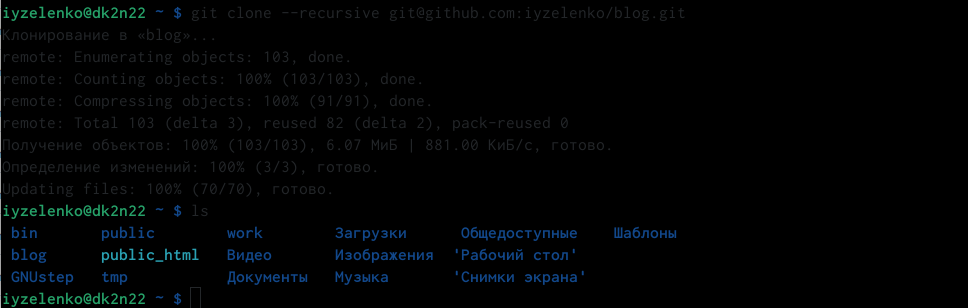 iyzelenko@dk2n22 ~ $ git clone --recursive git@github.com:iyzelenko/blog.git
Клонирование в «blog»...
remote: Enumerating objects: 103, done.
remote: Counting objects: 100% (103/103), done.
remote: Compressing objects: 100% (91/91), done.
remote: Total 103 (delta 3), reused 82 (delta 2), pack-reused 0
Получение объектов: 100% (103/103), 6.07 МиБ | 881.00 КиБ/с, готово.
Определение изменений: 100% (3/3), готово.
Updating files: 100% (70/70), готово.
iyzelenko@dk2n22 ~ $ ls
bin public work Загрузки Общедоступные Шаблоны
blog public_html Видео Изображения 'Рабочий стол'
GNUstep tmp Документы Музыка 'Снимки экрана'
iyzelenko@dk2n22 ~ $